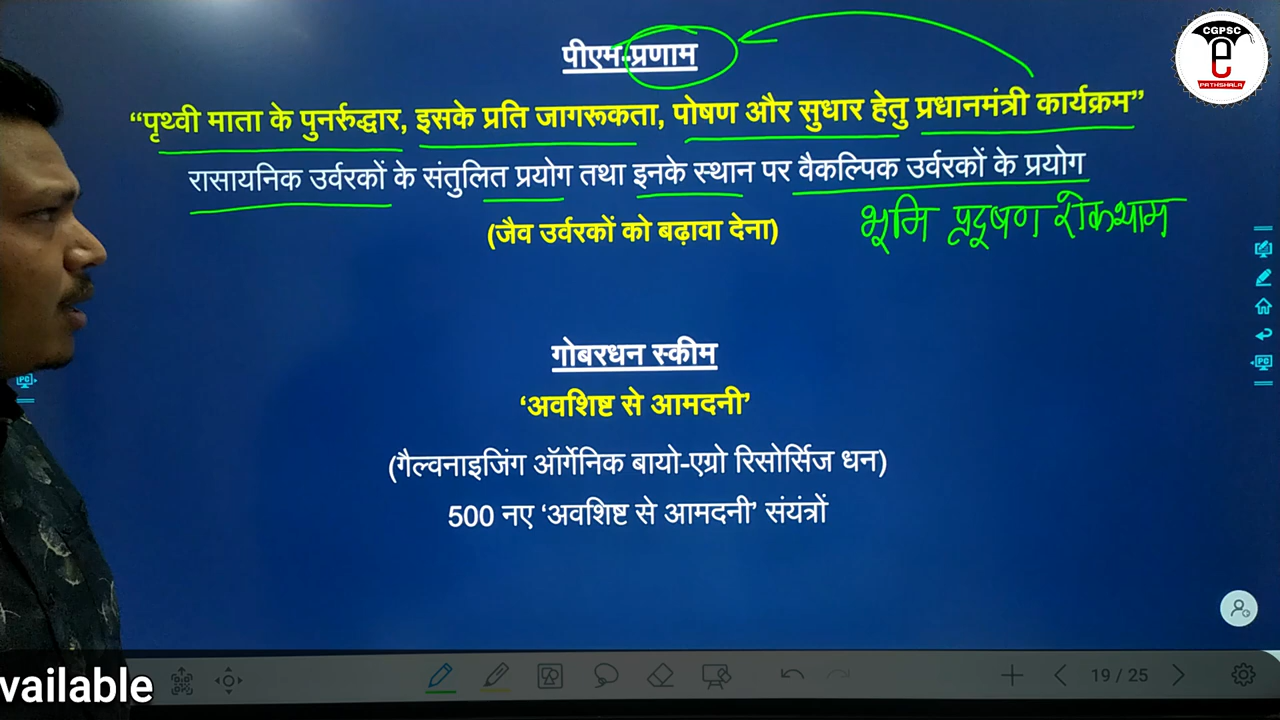 CGPSC
e
PATHSHALA
पीएम-प्रणाम
“पृथ्वी माता के पुनर्रुद्धार, इसके प्रति जागरूकता, पोषण और सुधार हेतु प्रधानमंत्री कार्यक्रम”
रासायनिक उर्वरकों के संतुलित प्रयोग तथा इनके स्थान पर वैकल्पिक उर्वरकों के प्रयोग
(जैव उर्वरकों को बढ़ावा देना)
भूमि प्रदूषण रोकथाम
गोबरधन स्कीम
‘अवशिष्ट से आमदनी’
(गैल्वनाइजिंग ऑर्गेनिक बायो-एग्रो रिसोर्सिज धन)
500 नए ‘अवशिष्ट से आमदनी’ संयंत्रों
PC
PC
vailable
19 / 25